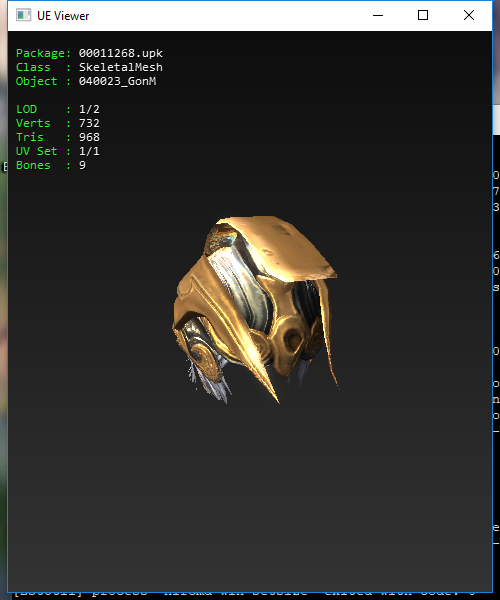 UE Viewer
Package: 00011268.upk
Class : SkeletalMesh
Object : 040023_GonM
LOD : 1/2
Verts : 732
Tris : 968
UV Set : 1/1
Bones : 9